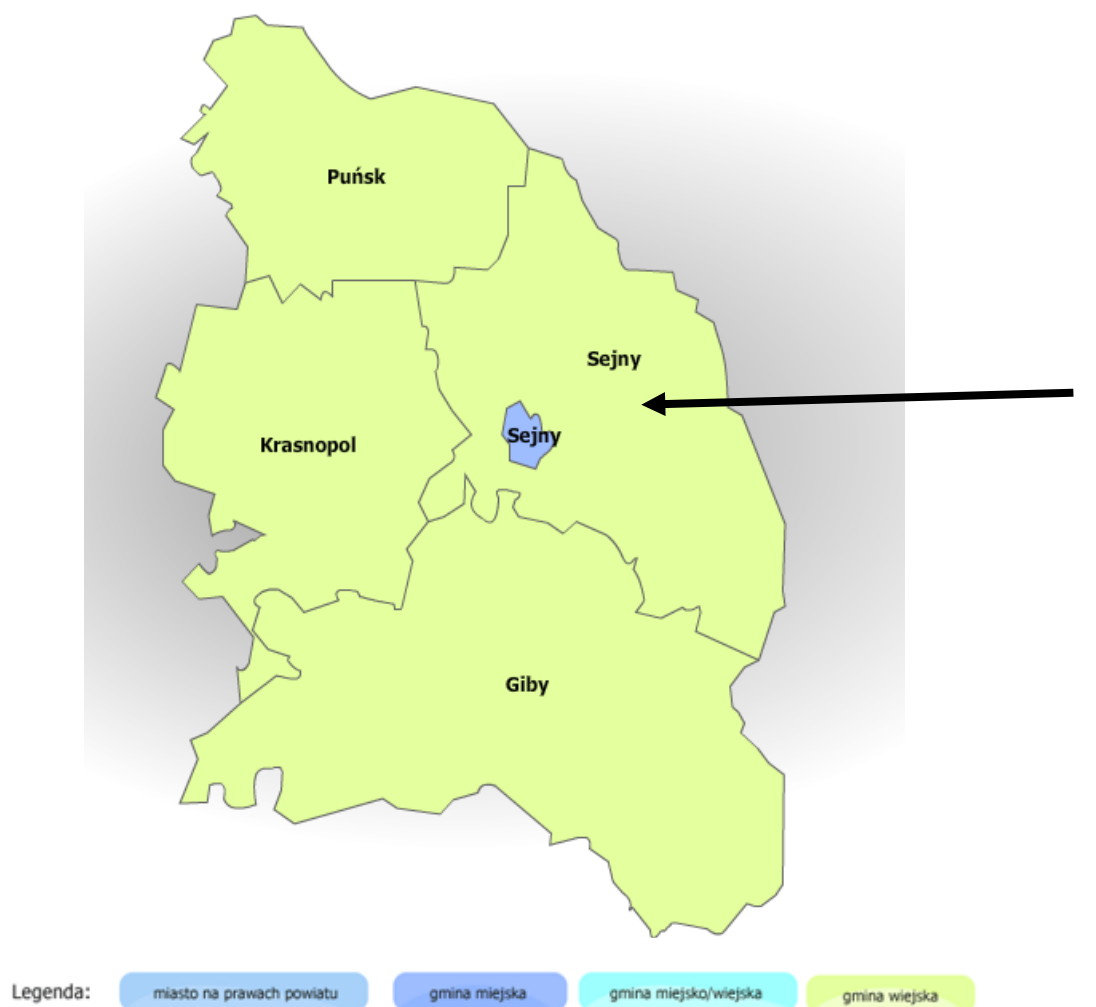 Puńsk
Sejny
Sejny
Krasnopol
Giby
Legenda:
miasto na prawach powiatu
gmina miejska
gmina miejsko/wiejska
gmina wiejska